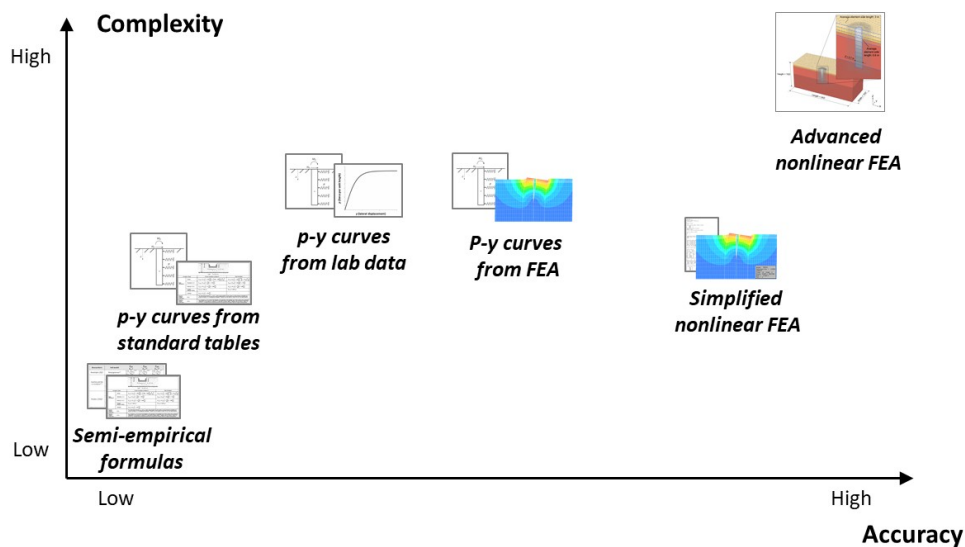 Complexity
High
Advanced
nonlinear FEA
p-y curves
from lab data
P-y curves
from FEA
p-y curves from
standard tables
Simplified
nonlinear FEA
Semi-empirical
formulas
Low
Low
High
Accuracy